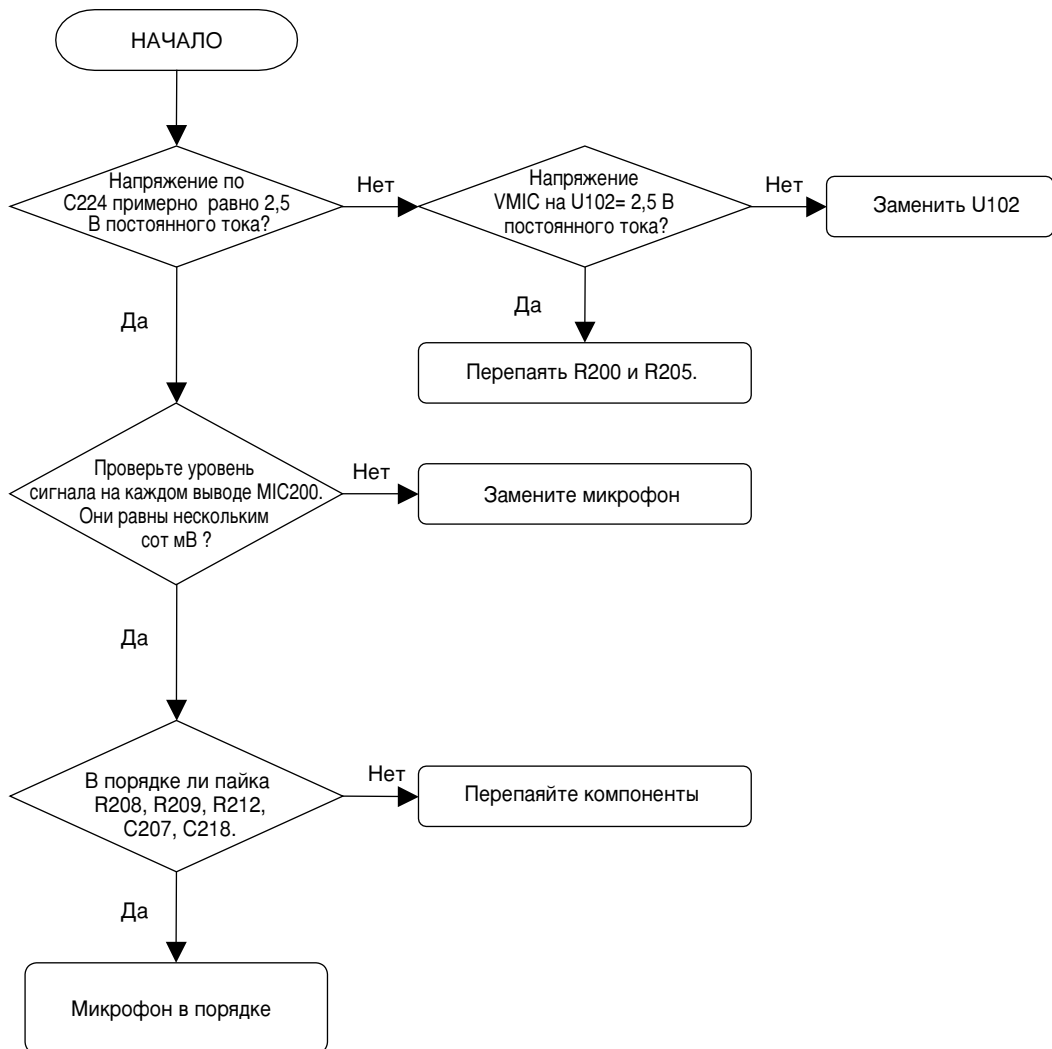 НАЧАЛО
Напряжение по
C224 примерно равно 2,5
В постоянного тока?
Нет
Напряжение
VMIC на U102= 2,5 В
постоянного тока?
Нет
Заменить U102
Да
Да
Перепаять R200 и R205.
Проверьте уровень
сигнала на каждом выводе MIC200.
Они равны нескольким
сот мВ ?
Нет
Замените микрофон
Да
В порядке ли пайка
R208, R209, R212,
C207, C218.
Нет
Перепаяйте компоненты
Да
Микрофон в порядке